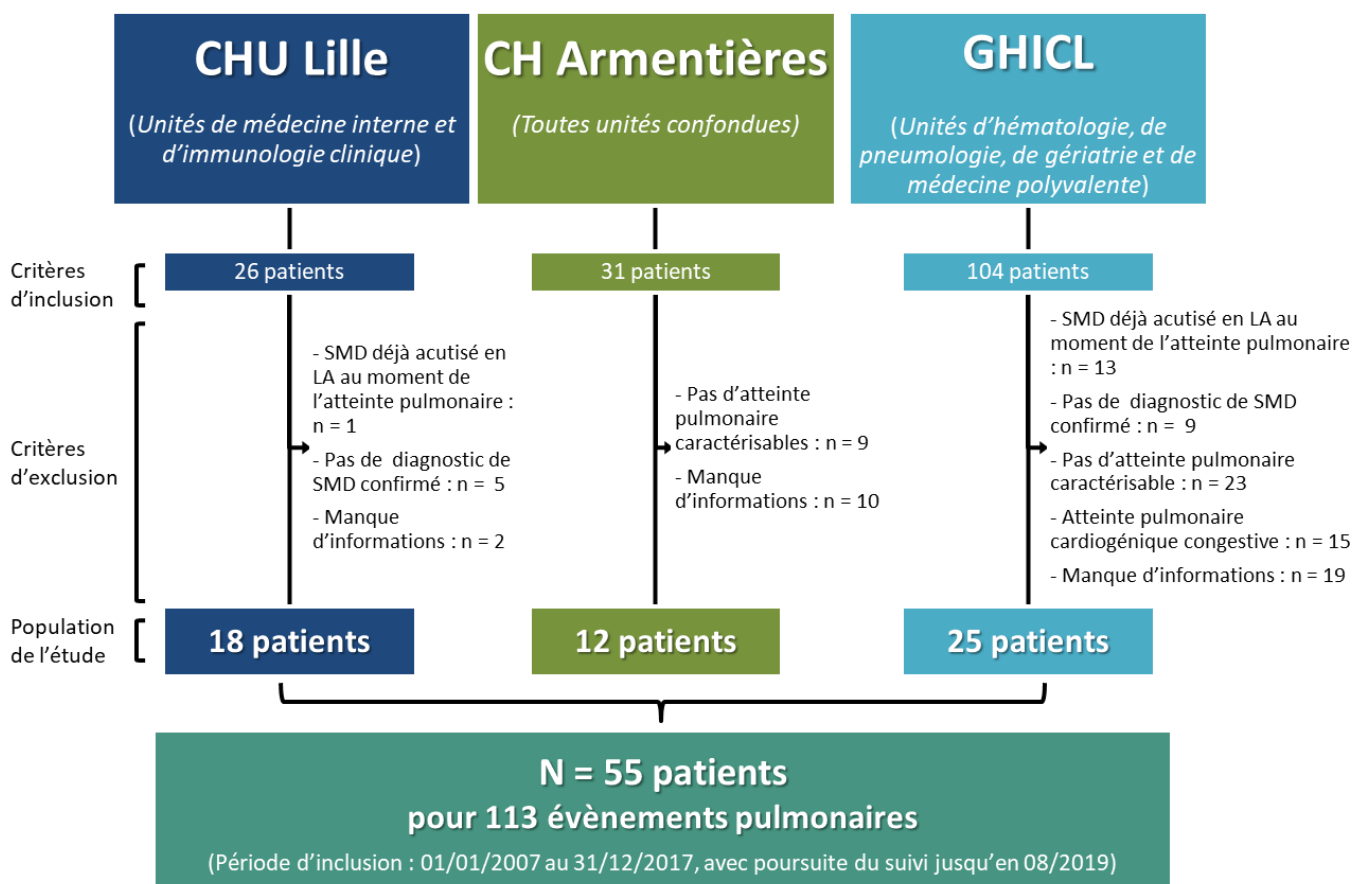 CHU Lille
(Unités de médecine interne et
d'immunologie clinique)
CH Armentières
(Toutes unités confondues)
GHICL
(Unités d'hématologie, de
pneumologie, de gériatrie et de
médecine polyvalente)
Critères
d'inclusion
26 patients
31 patients
104 patients
Critères
d'exclusion
- SMD déjà acutisé en
LA au moment de
l'atteinte pulmonaire :
n = 1
- Pas de  diagnostic de
SMD confirmé : n =  5
- Manque
d'informations : n = 2
- Pas d'atteinte
pulmonaire
caractérisables : n = 9
- Manque
d'informations : n = 10
- SMD déjà acutisé en LA au
moment de l'atteinte pulmonaire
: n = 13
- Pas de  diagnostic de SMD
confirmé : n =  9
- Pas d'atteinte pulmonaire
caractérisable : n = 23
- Atteinte pulmonaire
cardiogénique congestive : n = 15
- Manque d'informations : n = 19
Population
de l'étude
18 patients
12 patients
25 patients
N = 55 patients
pour 113 évènements pulmonaires
(Période d'inclusion : 01/01/2007 au 31/12/2017, avec poursuite du suivi jusqu'en 08/2019)